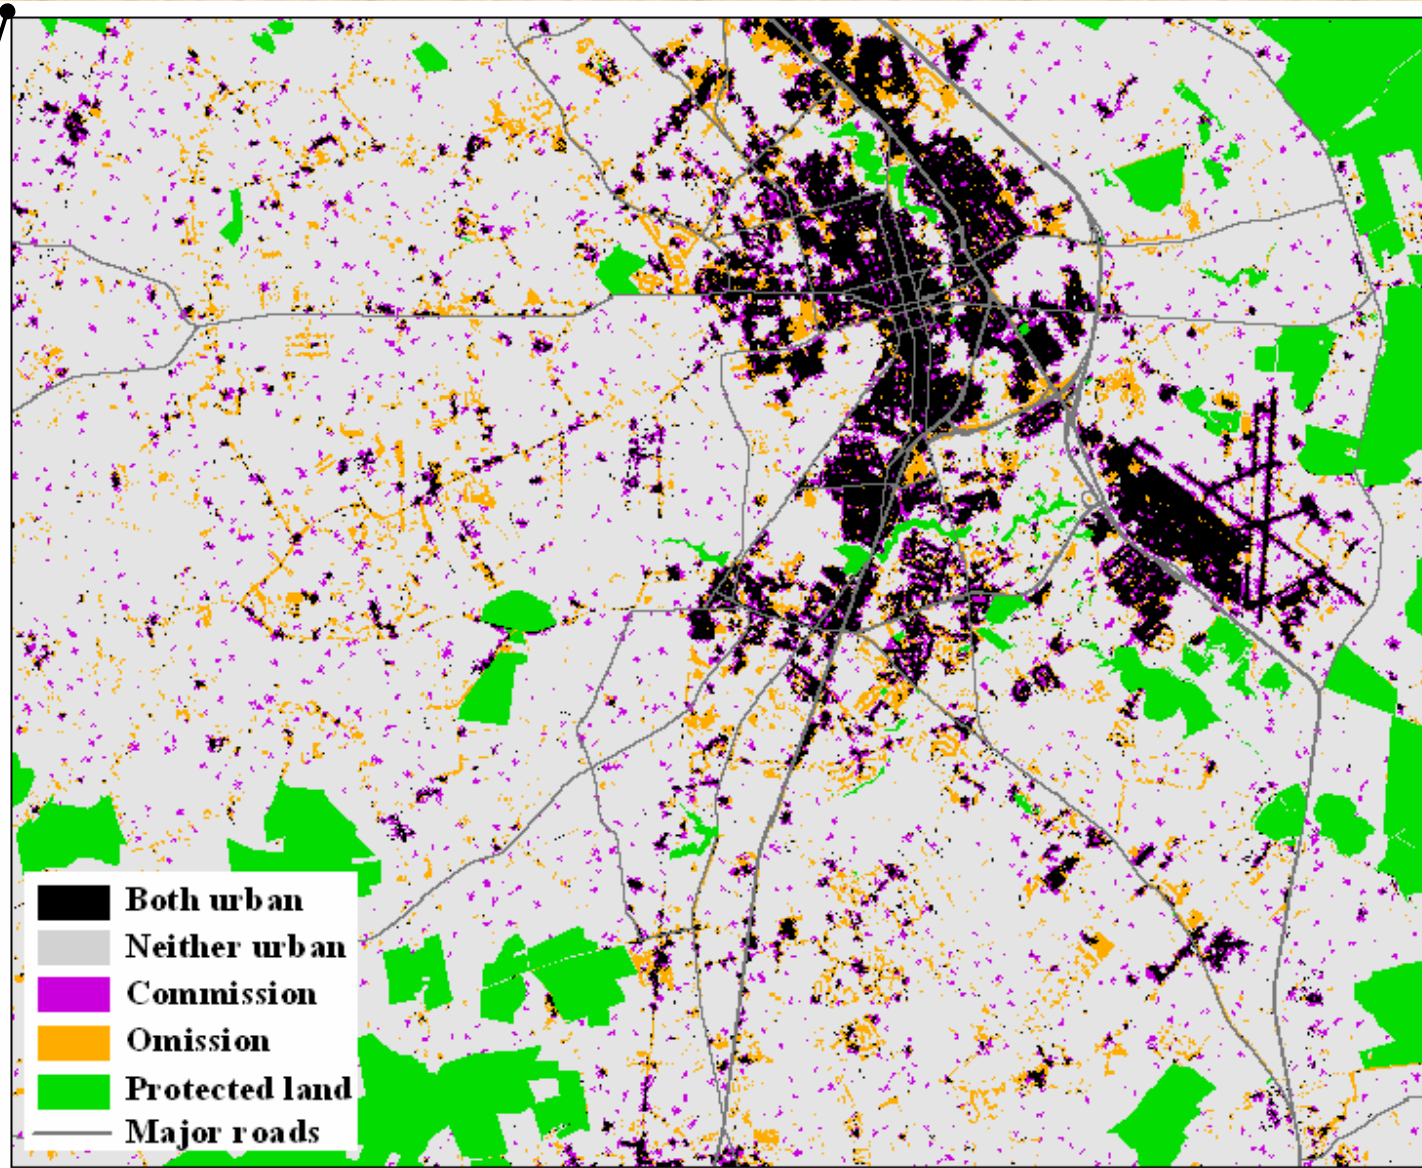 Both urban
Neither urban
Commission
Omission
Protected land
Major roads